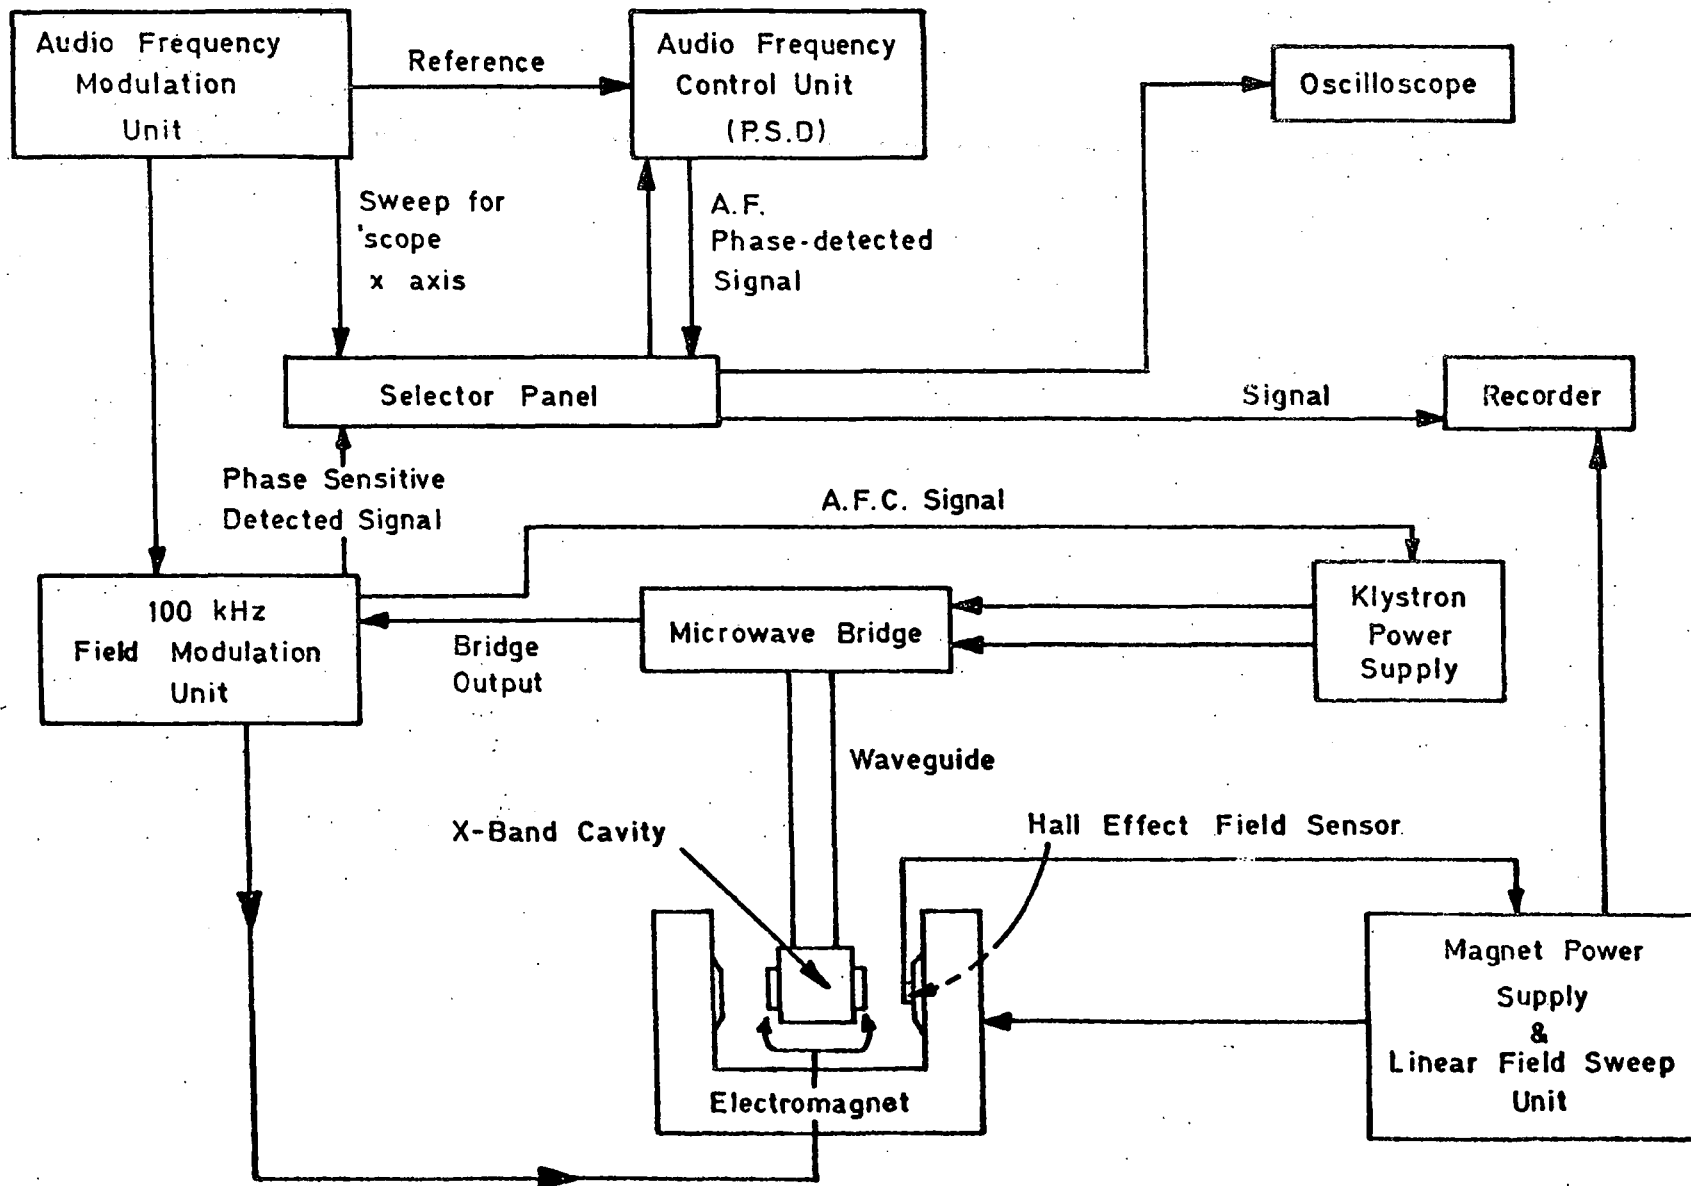 Audio Frequency
Modulation
Unit
Reference
Audio Frequency
Control Unit
(P.S.D)
Oscilloscope
Sweep for
'scope
x axis
A.F.
Phase-detected
Signal
Selector Panel
Signal
Recorder
Phase Sensitive
Detected Signal
A.F.C. Signal
100 kHz
Field Modulation
Unit
Bridge
Output
Microwave Bridge
Klystron
Power
Supply
Waveguide
X-Band Cavity
Hall Effect Field Sensor
Magnet Power
Supply
&
Linear Field Sweep
Unit
Electromagnet